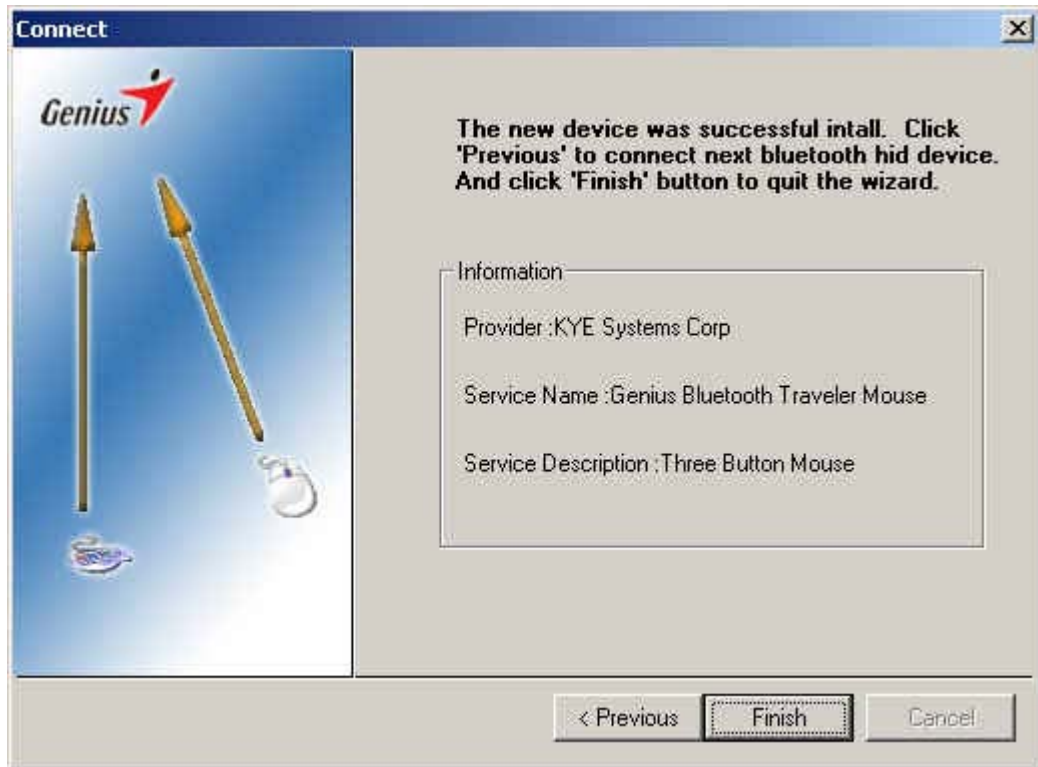 Connect
Genius
The new device was successful intall.  Click
'Previous' to connect next bluetooth hid device.
And click 'Finish' button to quit the wizard.
Information
Provider :KYE Systems Corp
Service Name :Genius Bluetooth Traveler Mouse
Service Description :Three Button Mouse
< Previous
Finish
Cancel